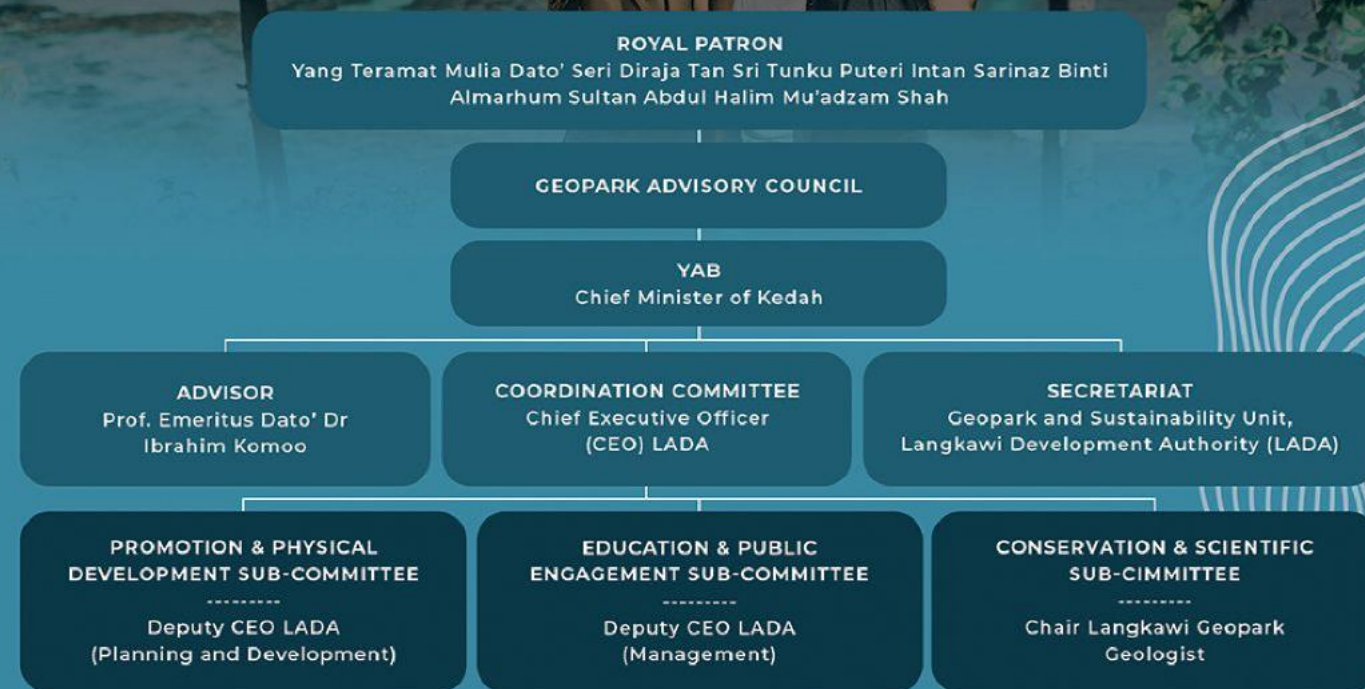 ROYAL PATRON
Yang Teramat Mulia Dato' Seri Diraja Tan Sri Tunku Puteri Intan Sarinaz Binti
Almarhum Sultan Abdul Halim Mu'adzam Shah
GEOPARK ADVISORY COUNCIL
YAB
Chief Minister of Kedah
ADVISOR
Prof. Emeritus Dato' Dr
Ibrahim Komoo
COORDINATION COMMITTEE
Chief Executive Officer
(CEO) LADA
SECRETARIAT
Geopark and Sustainability Unit,
Langkawi Development Authority (LADA)
PROMOTION & PHYSICAL
DEVELOPMENT SUB-COMMITTEE
---------
Deputy CEO LADA
(Planning and Development)
EDUCATION & PUBLIC
ENGAGEMENT SUB-COMMITTEE
---------
Deputy CEO LADA
(Management)
CONSERVATION & SCIENTIFIC
SUB-CIMMITTEE
---------
Chair Langkawi Geopark
Geologist